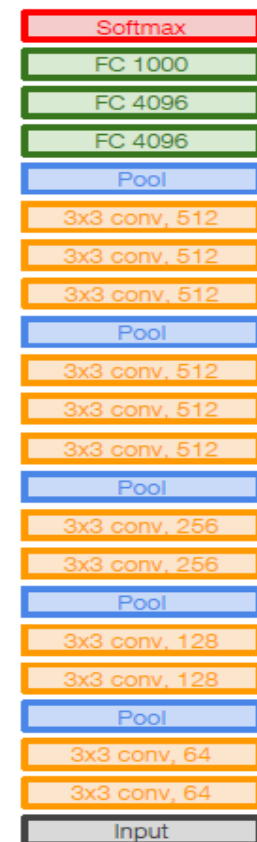 Softmax
FC 1000
FC 4096
FC 4096
Pool
3x3 conv, 512
3x3 conv, 512
3x3 conv, 512
Pool
3x3 conv, 512
3x3 conv, 512
3x3 conv, 512
Pool
3x3 conv, 256
3x3 conv, 256
Pool
3x3 conv, 128
3x3 conv, 128
Pool
3x3 conv, 64
3x3 conv, 64
Input